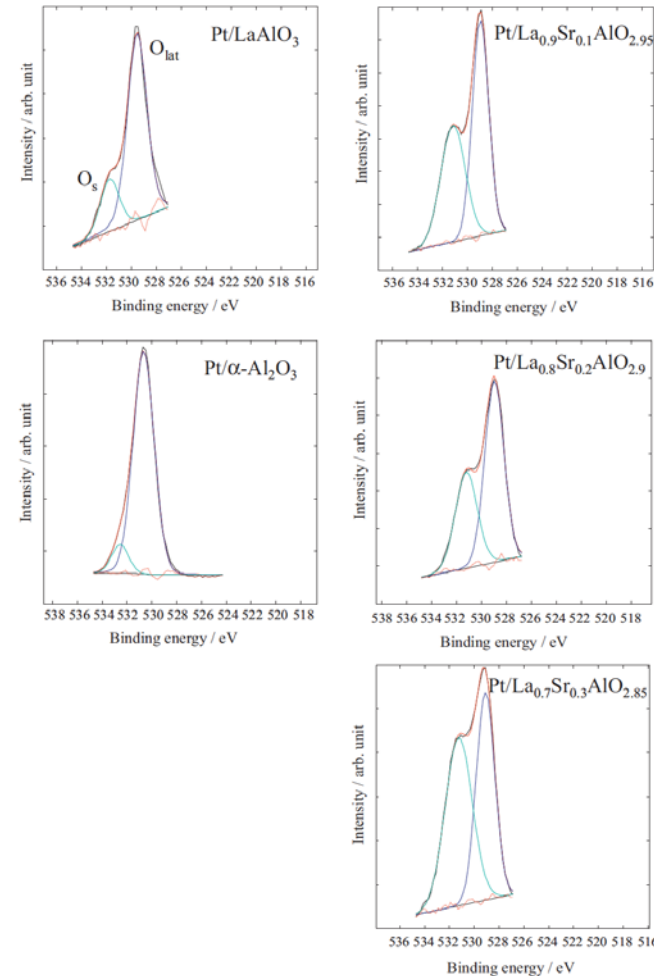 Pt/LaAlO3
Olat
Os
Intensity / arb. unit
536 534 532 530 528 526 524 522 520 518 516
Binding energy / eV
Pt/La0.9Sr0.1AlO2.95
Intensity / arb. unit
536 534 532 530 528 526 524 522 520 518 516
Binding energy / eV
Pt/α-Al2O3
Intensity / arb. unit
538 536 534 532 530 528 526 524 522 520 518
Binding energy / eV
Pt/La0.8Sr0.2AlO2.9
Intensity / arb. unit
538 536 534 532 530 528 526 524 522 520 518
Binding energy / eV
Pt/La0.7Sr0.3AlO2.85
Intensity / arb. unit
536 534 532 530 528 526 524 522 520 518 516
Binding energy / eV